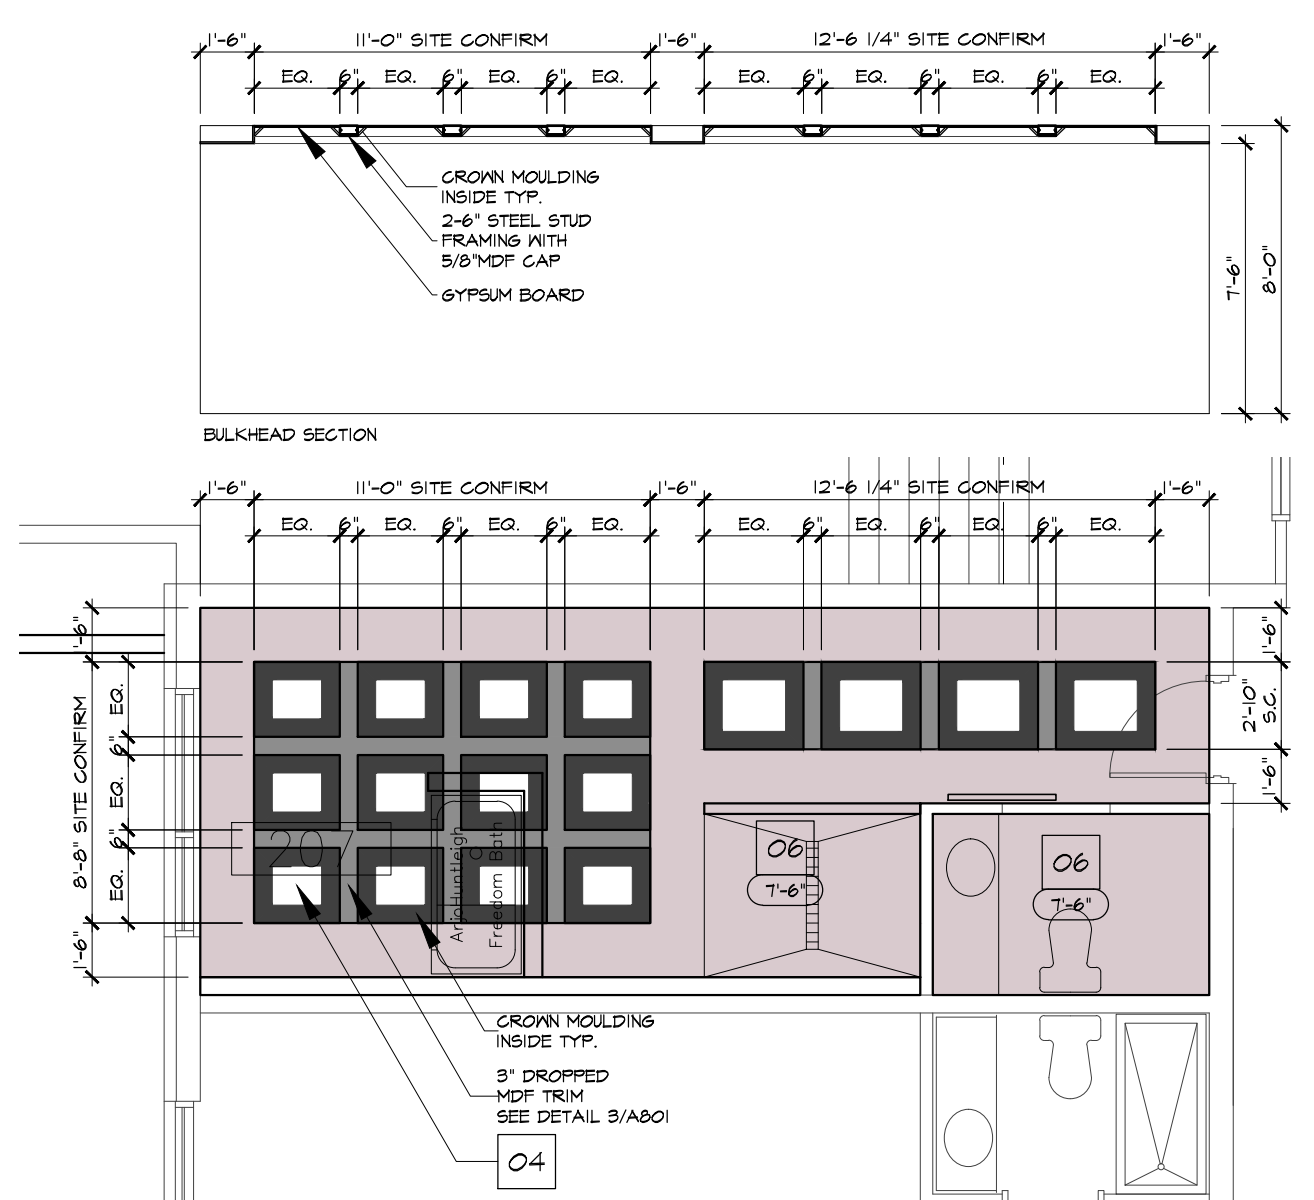 1'-6" 11'-0" SITE CONFIRM 1'-6" 12'-6 1/4" SITE CONFIRM 1'-6"
EQ. 6" EQ. 6" EQ. 6" EQ. EQ. 6" EQ. 6" EQ. 6" EQ.
CROWN MOULDING
INSIDE TYP.
2-6" STEEL STUD
FRAMING WITH
5/8"MDF CAP
GYPSUM BOARD
7'-6"
8'-0"
BULKHEAD SECTION
1'-6" 11'-0" SITE CONFIRM 1'-6" 12'-6 1/4" SITE CONFIRM 1'-6"
EQ. 6" EQ. 6" EQ. 6" EQ. EQ. 6" EQ. 6" EQ. 6" EQ.
1'-6"
8'-8" SITE CONFIRM
1'-6"
EQ.
6"
EQ.
6"
EQ.
1'-6"
2'-10"
S.C.
1'-6"
207
ArjoHuntleigh
Freedom Bath
06
7'-6"
06
7'-6"
CROWN MOULDING
INSIDE TYP.
3" DROPPED
MDF TRIM
SEE DETAIL 3/A801
04